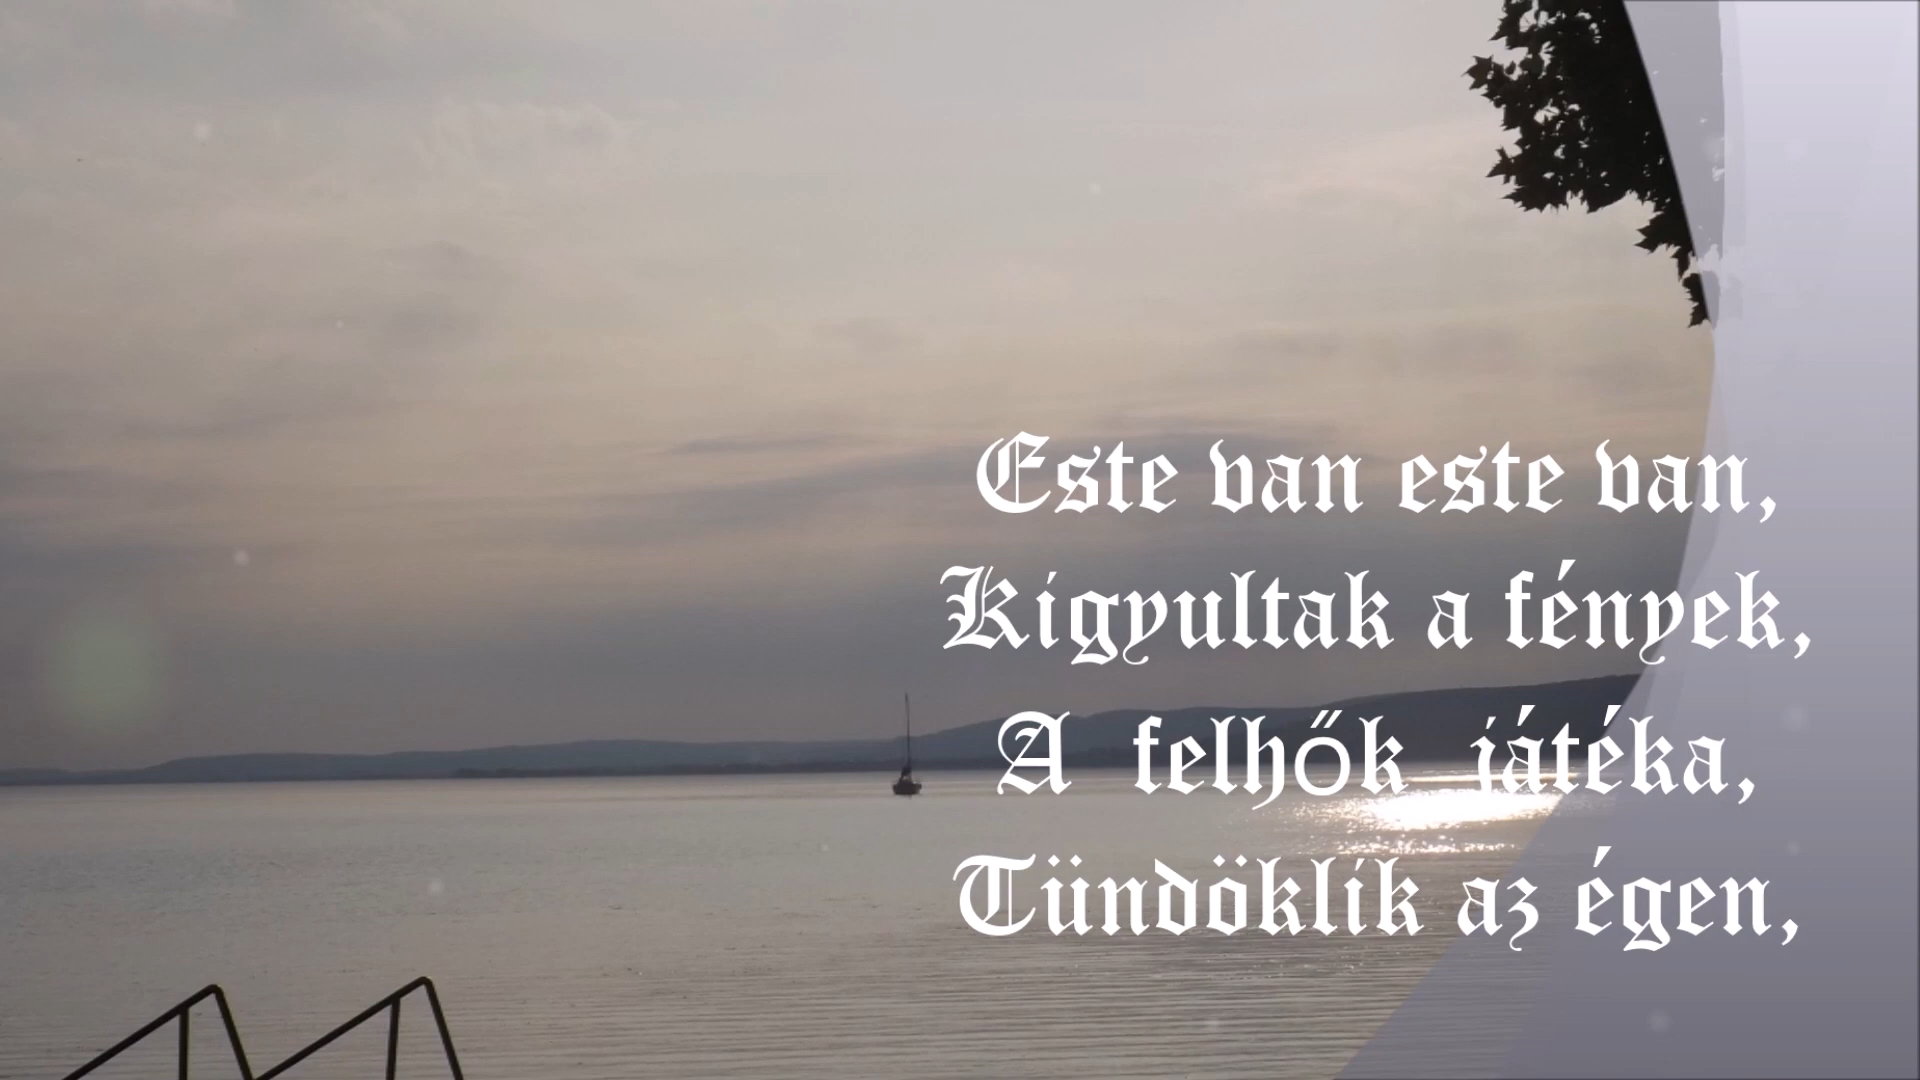 Este van este van,
Kigyultak a fények,
A felhők játéka,
Tündöklik az égen,